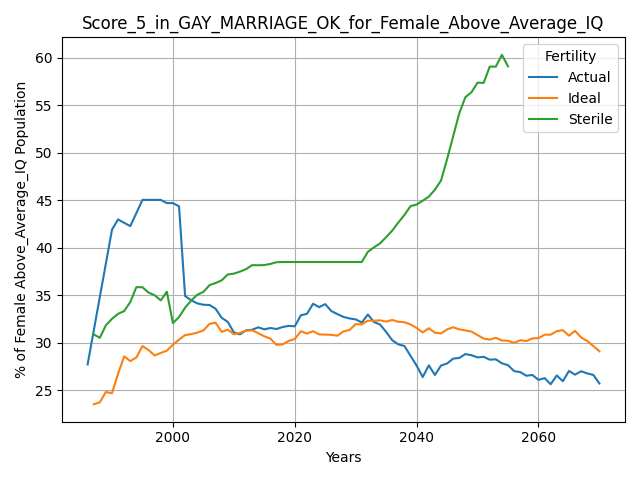 Score_5_in_GAY_MARRIAGE_OK_for_Female_Above_Average_IQ
% of Female Above_Average_IQ Population
60
55
50
45
40
35
30
25
Fertility
Actual
Ideal
Sterile
2000
2020
2040
2060
Years